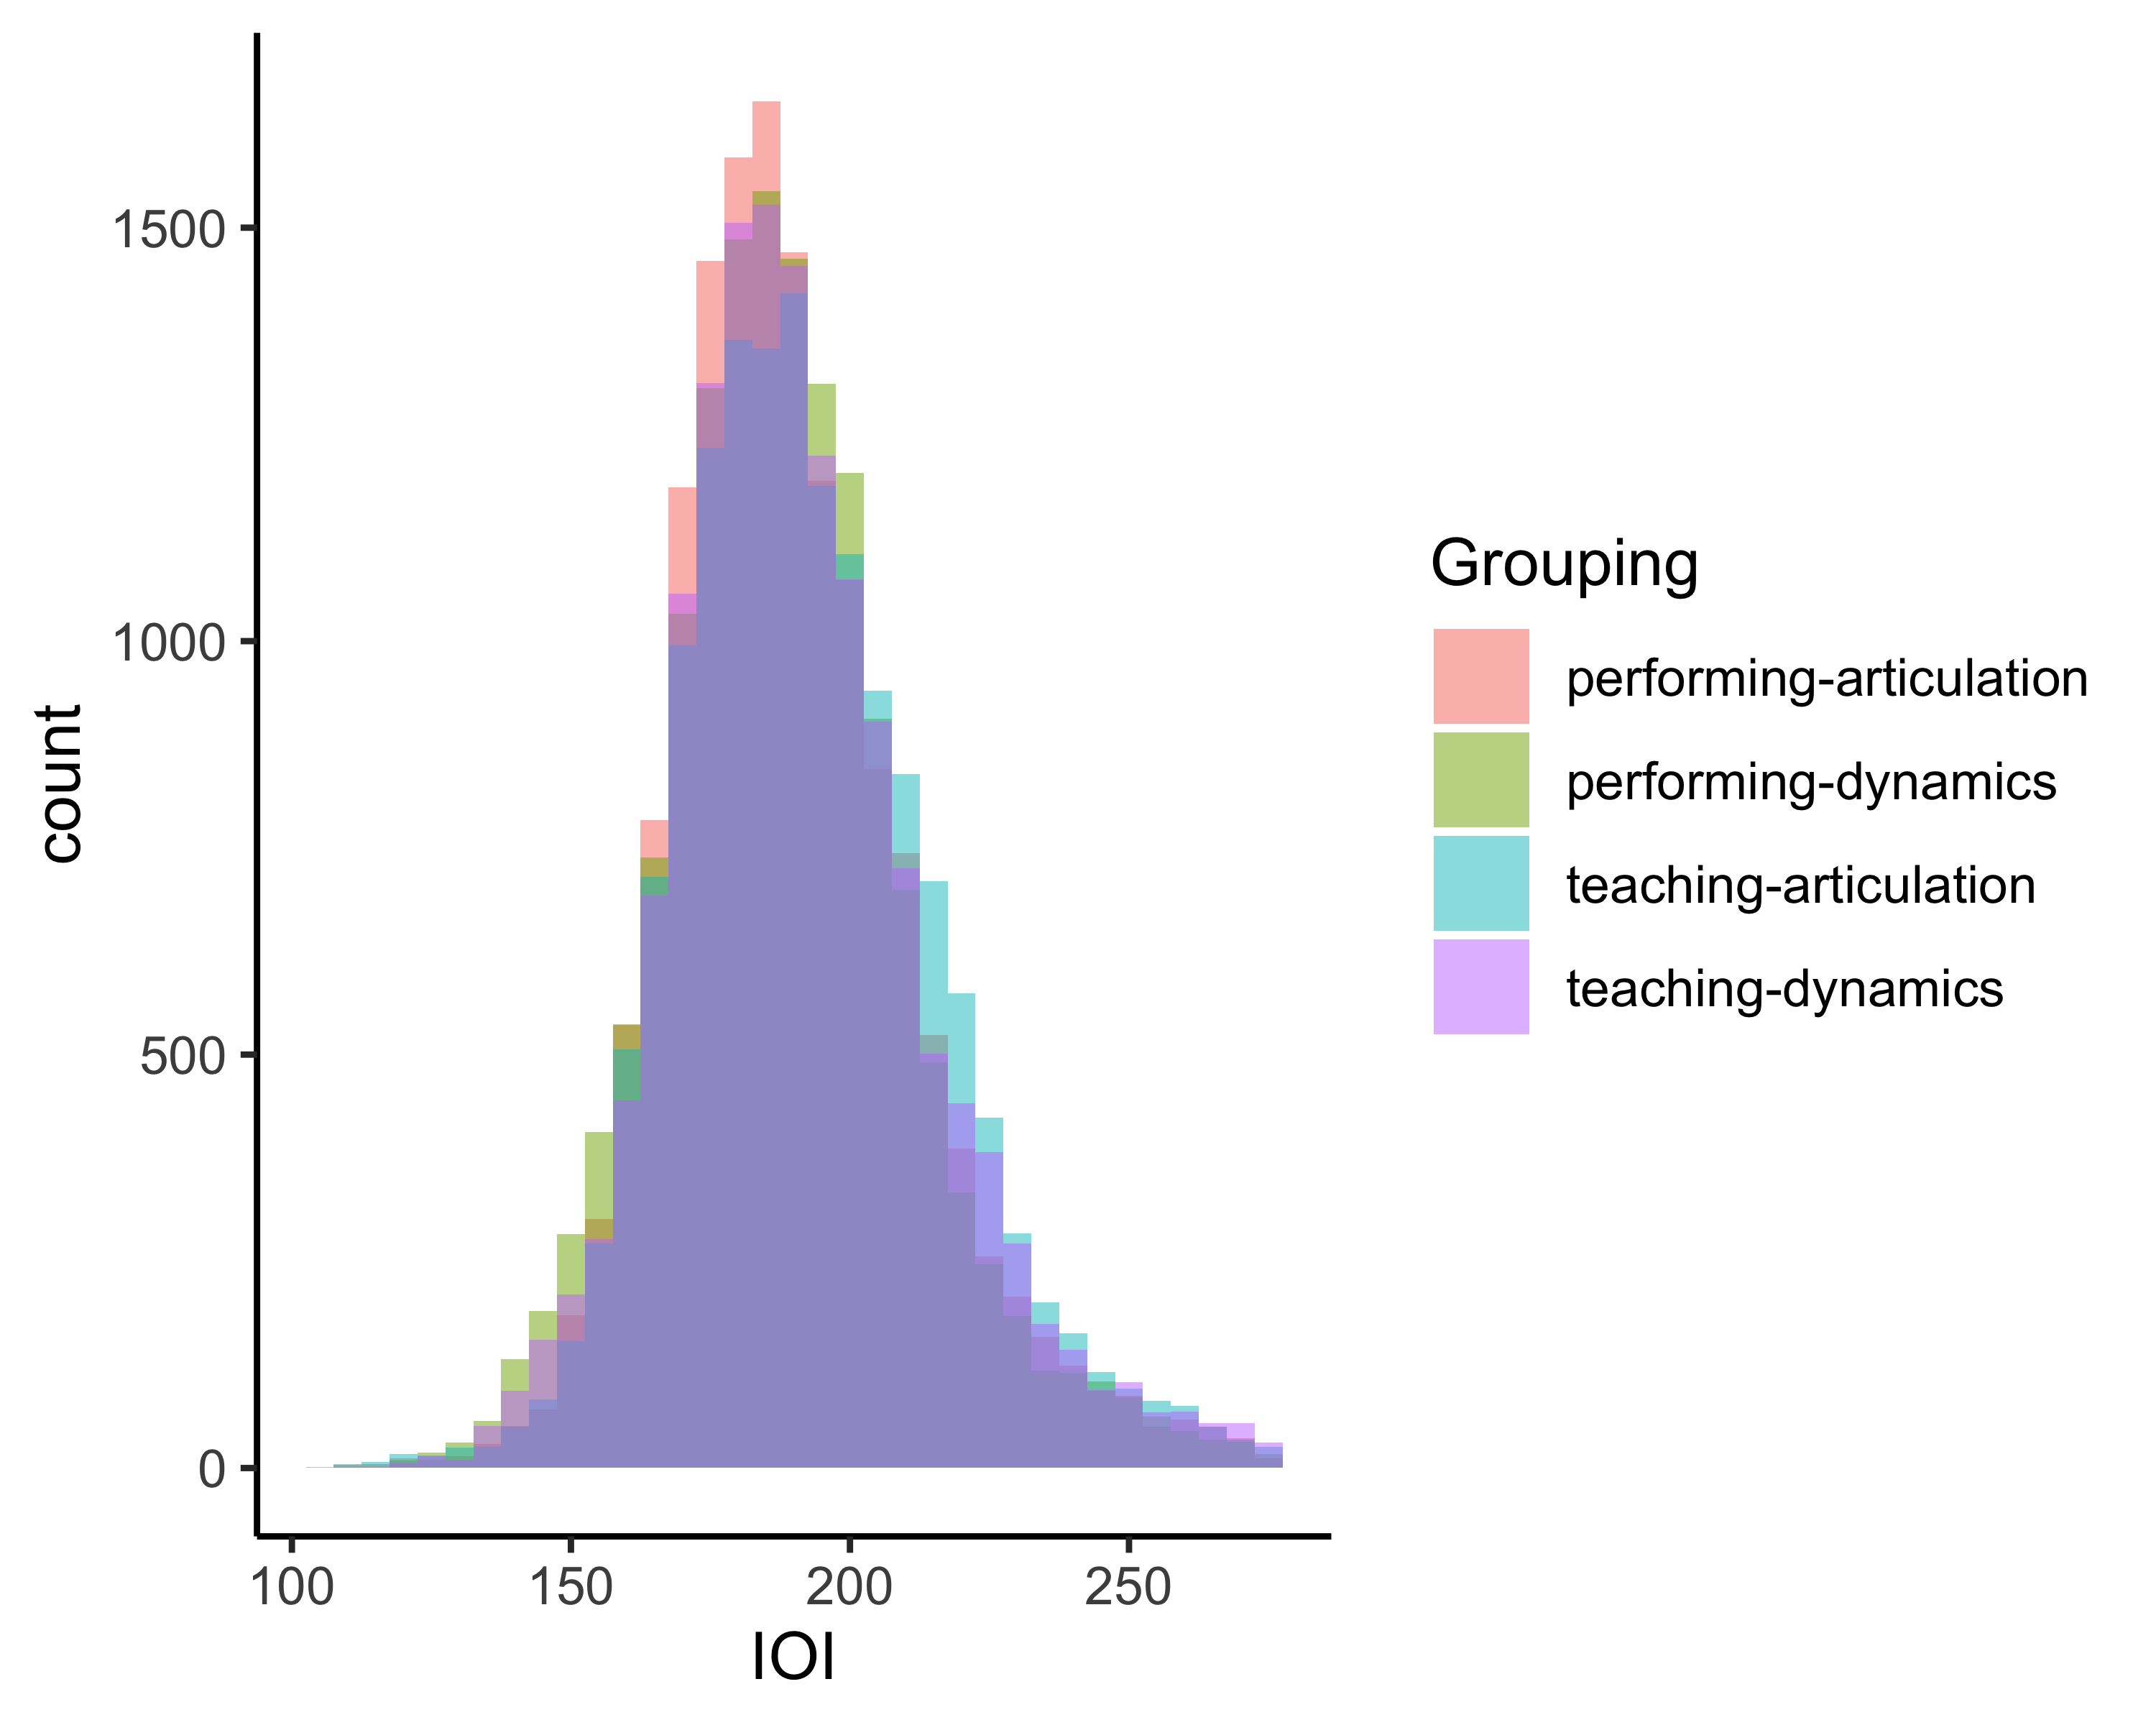 1500
1000
500
0
count
100 150 200 250
IOI
Grouping
performing-articulation
performing-dynamics
teaching-articulation
teaching-dynamics